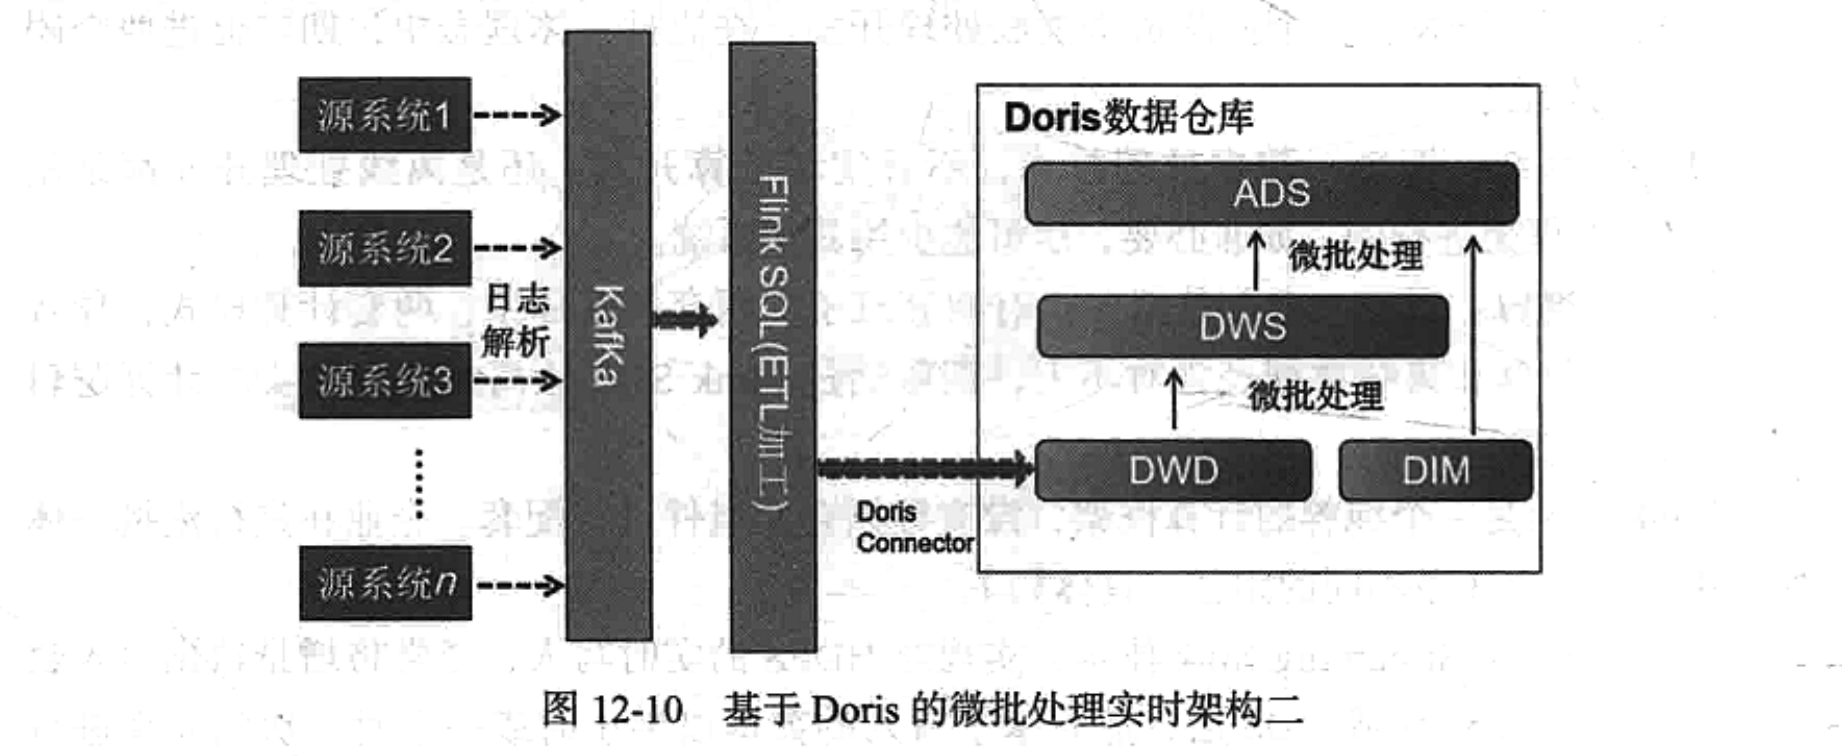 源系统1
源系统2
源系统3
源系统n
日志
解析
KafKa
Flink SQL(ETL加工)
Doris
Connector
Doris数据仓库
ADS
微批处理
DWS
微批处理
DWD
DIM
图 12-10 基于 Doris 的微批处理实时架构二